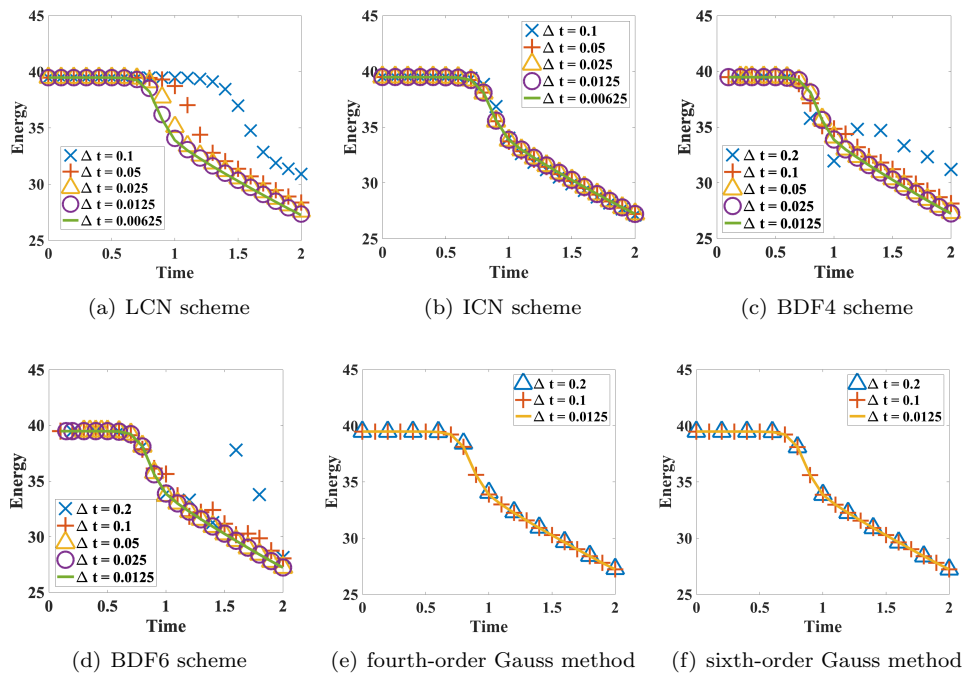 45
40
35
30
25
Energy
0
0.5
1
1.5
2
Time
Δ t = 0.1
Δ t = 0.05
Δ t = 0.025
Δ t = 0.0125
Δ t = 0.00625
(a) LCN scheme
45
40
35
30
25
Energy
0
0.5
1
1.5
2
Time
Δ t = 0.1
Δ t = 0.05
Δ t = 0.025
Δ t = 0.0125
Δ t = 0.00625
(b) ICN scheme
45
40
35
30
25
Energy
0
0.5
1
1.5
2
Time
Δ t = 0.2
Δ t = 0.1
Δ t = 0.05
Δ t = 0.025
Δ t = 0.0125
(c) BDF4 scheme
45
40
35
30
25
Energy
0
0.5
1
1.5
2
Time
Δ t = 0.2
Δ t = 0.1
Δ t = 0.05
Δ t = 0.025
Δ t = 0.0125
(d) BDF6 scheme
45
40
35
30
25
Energy
0
0.5
1
1.5
2
Time
Δ t = 0.2
Δ t = 0.1
Δ t = 0.0125
(e) fourth-order Gauss method
45
40
35
30
25
Energy
0
0.5
1
1.5
2
Time
Δ t = 0.2
Δ t = 0.1
Δ t = 0.0125
(f) sixth-order Gauss method